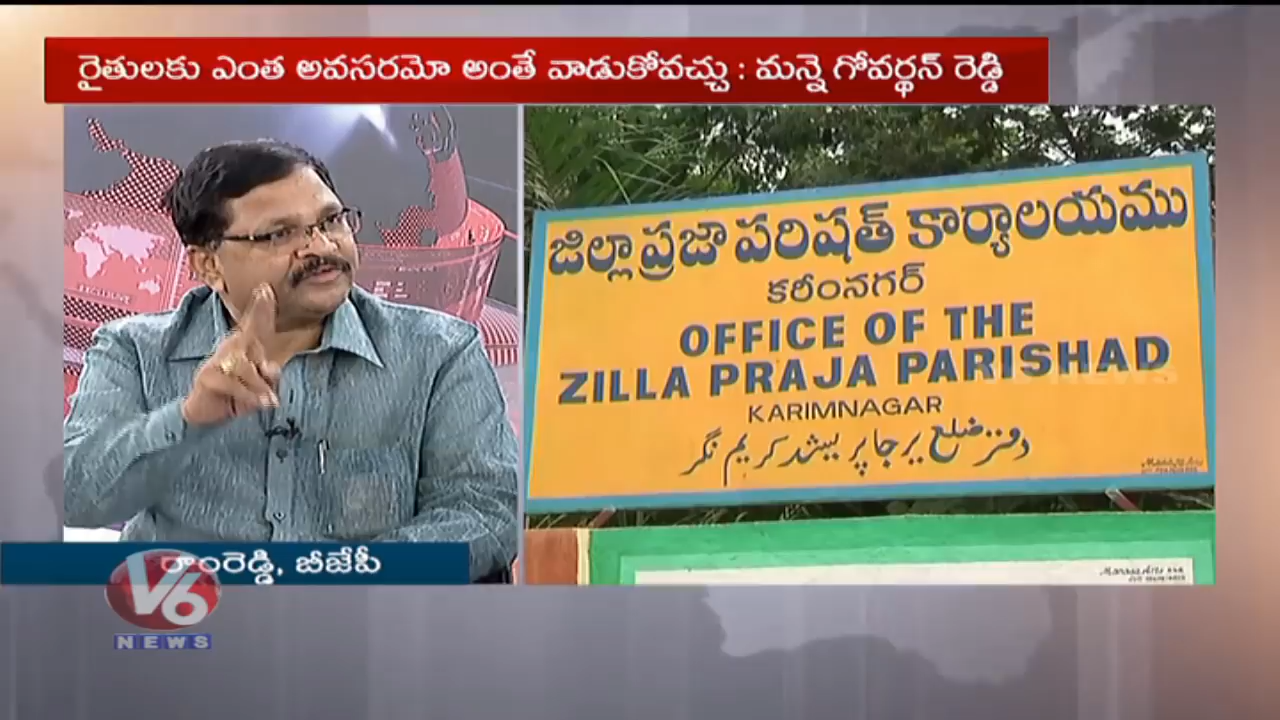 రైతులకు ఎంత అవసరమో అంతే వాడుకోవచ్చు : మన్నె గోవర్ధన్ రెడ్డి
జిల్లా ప్రజా పరిషత్ కార్యాలయము
కరీంనగర్
OFFICE OF THE
ZILLA PRAJA PARISHAD
KARIMNAGAR
دفتر ضلع پرجا پریشد کریم نگر
రాంరెడ్డి, బీజేపీ
V6
NEWS